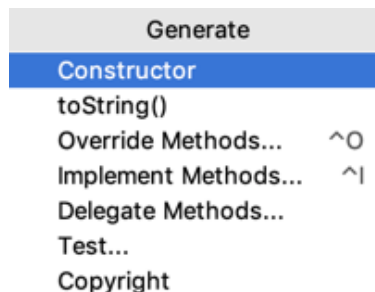 Generate
Constructor
toString()
Override Methods... ^O
Implement Methods... ^I
Delegate Methods...
Test...
Copyright